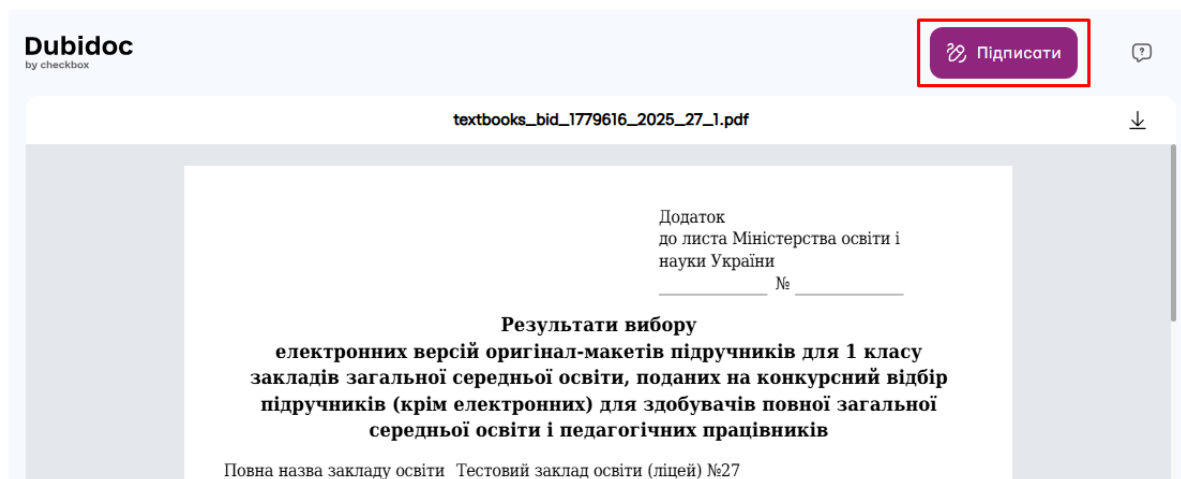 Dubidoc
by checkbox
Підписати
textbooks_bid_1779616_2025_27_1.pdf
Додаток
до листа Міністерства освіти і
науки України
____________ № ____________
Результати вибору
електронних версій оригінал-макетів підручників для 1 класу
закладів загальної середньої освіти, поданих на конкурсний відбір
підручників (крім електронних) для здобувачів повної загальної
середньої освіти і педагогічних працівників
Повна назва закладу освіти Тестовий заклад освіти (ліцей) №27